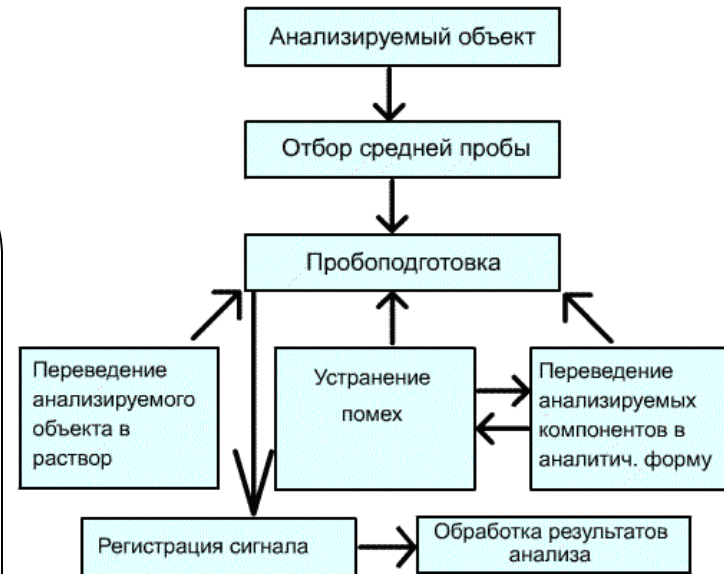 Анализируемый объект
Отбор средней пробы
Пробоподготовка
Переведение
анализируемого
объекта в
раствор
Устранение
помех
Переведение
анализируемых
компонентов в
аналитич. форму
Регистрация сигнала
Обработка результатов
анализа